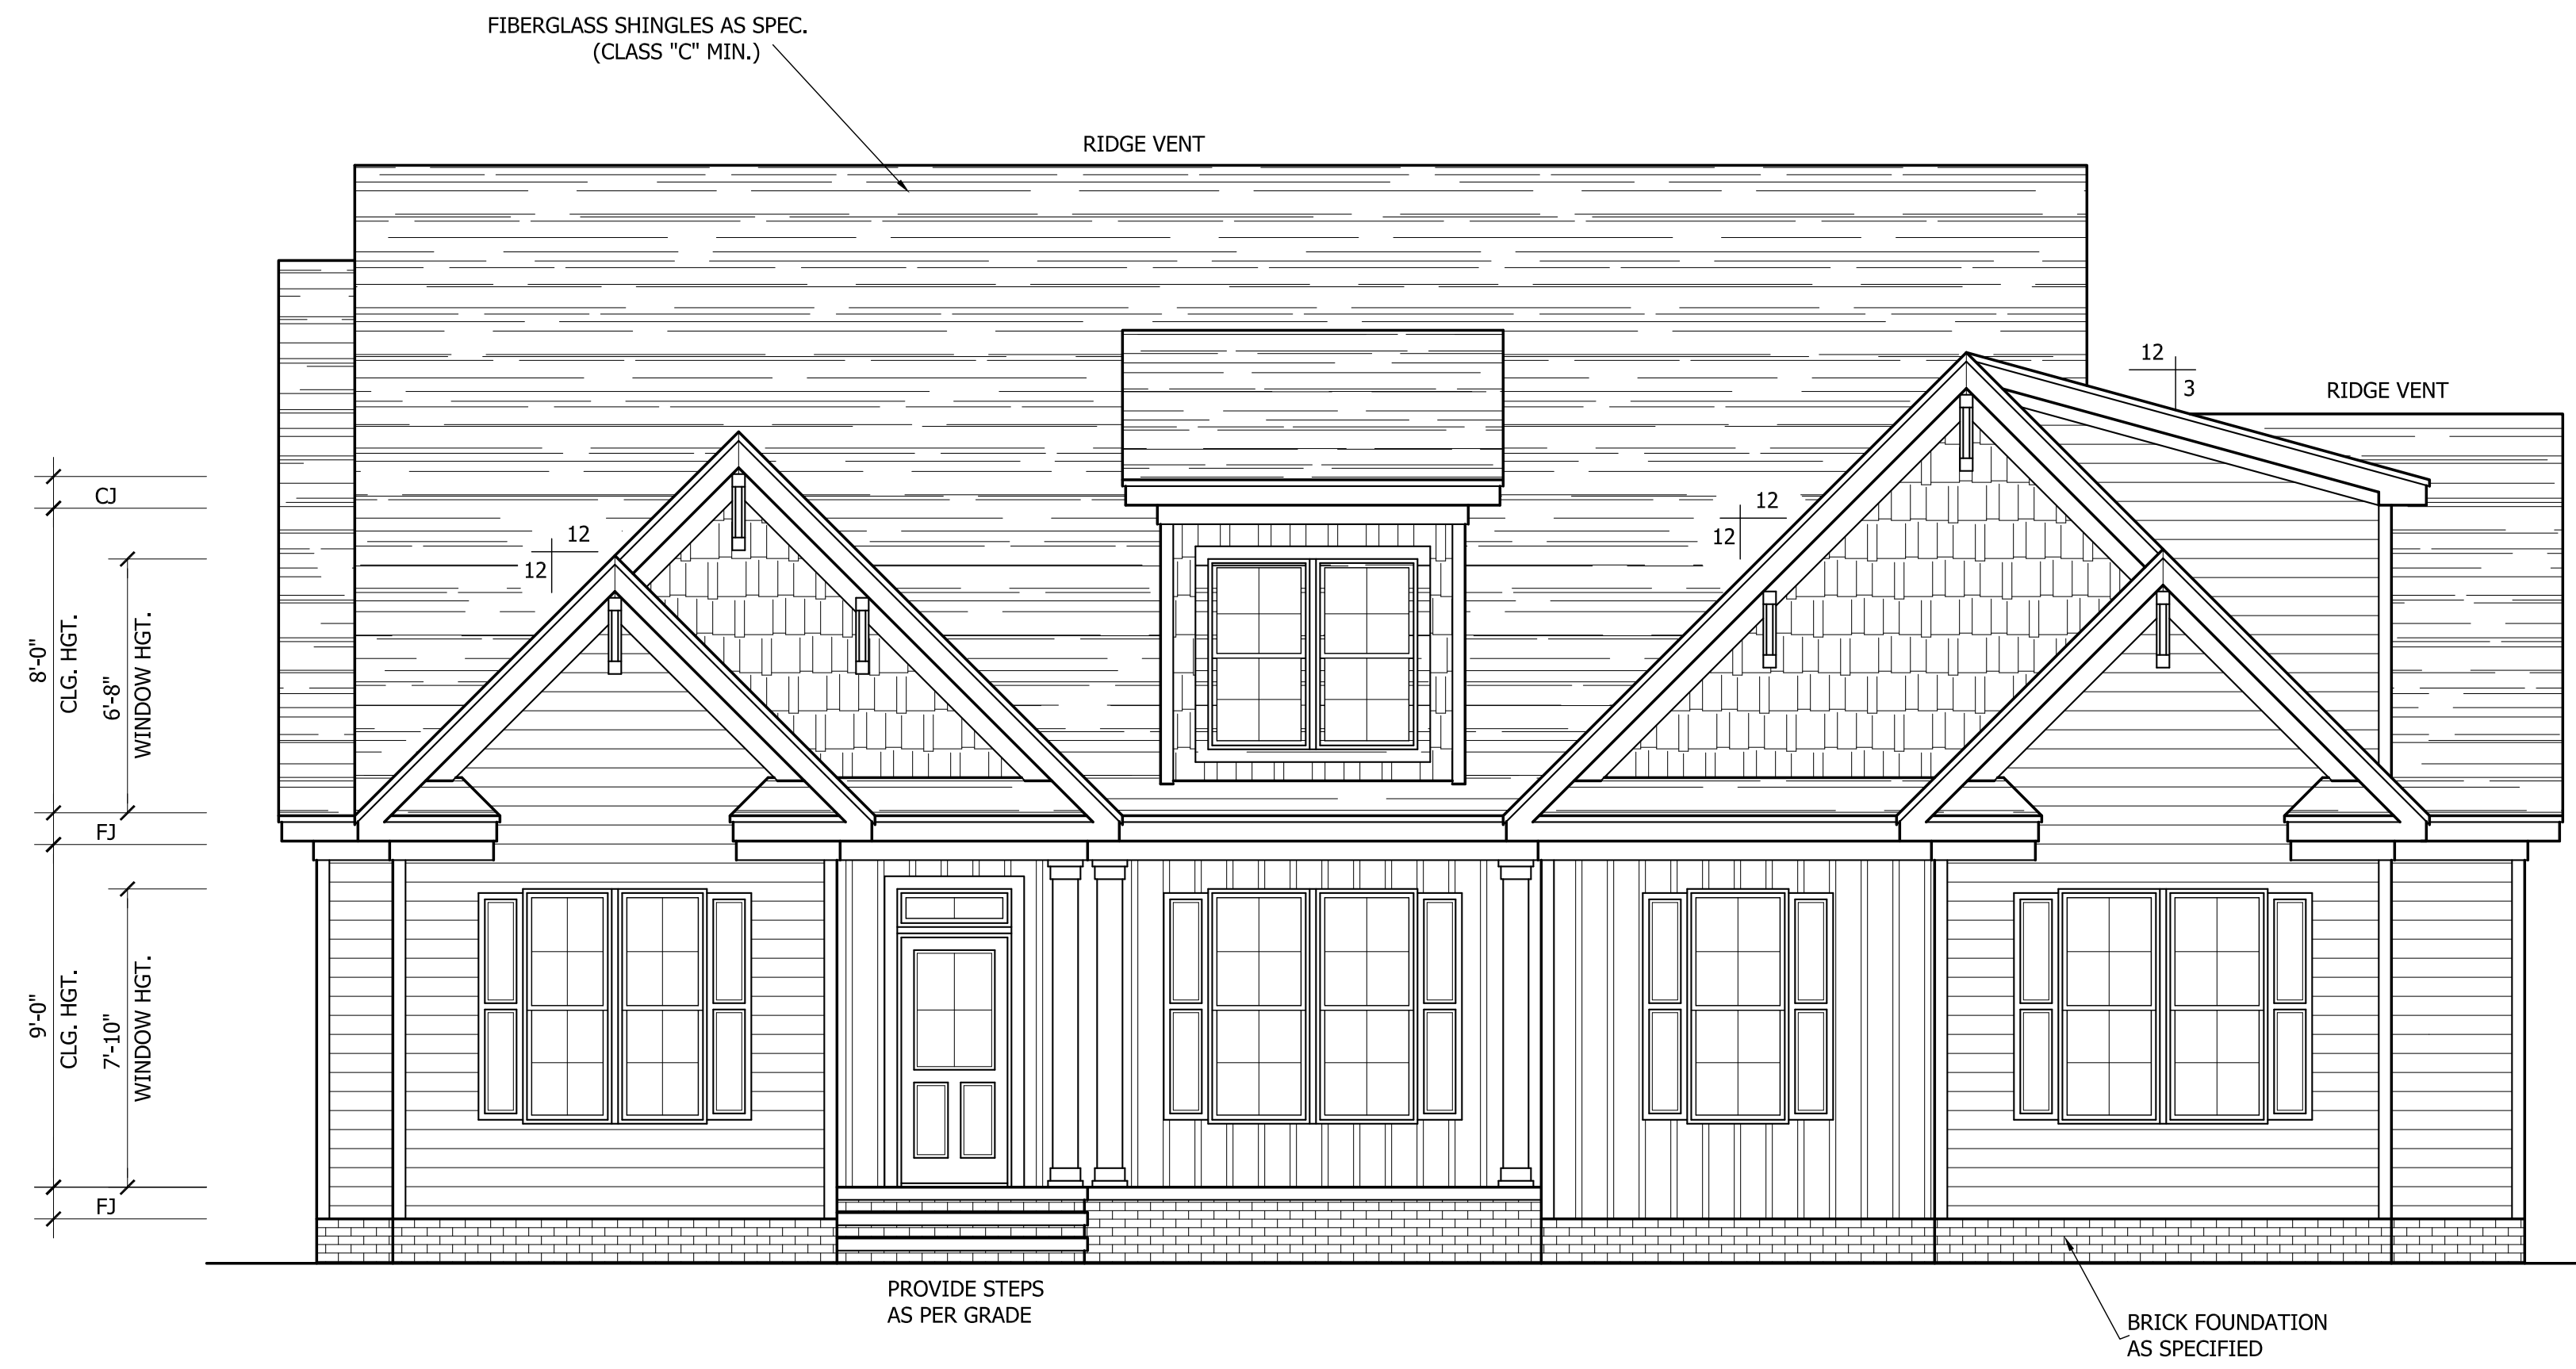 FIBERGLASS SHINGLES AS SPEC.
(CLASS "C" MIN.)
RIDGE VENT
12
3
RIDGE VENT
CJ
12
12
12
12
8'-0"
CLG. HGT.
6'-8"
WINDOW HGT.
FJ
9'-0"
CLG. HGT.
7'-10"
WINDOW HGT.
FJ
PROVIDE STEPS
AS PER GRADE
BRICK FOUNDATION
AS SPECIFIED